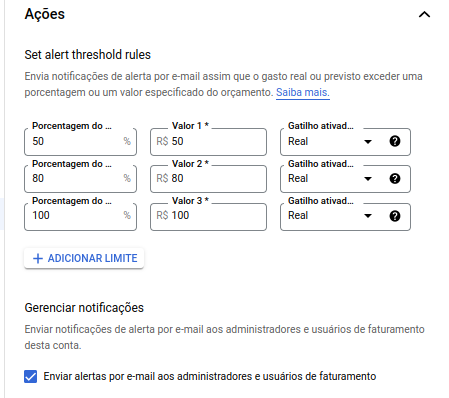 Ações
Set alert threshold rules
Envia notificações de alerta por e-mail assim que o gasto real ou previsto exceder uma
porcentagem ou um valor especificado do orçamento. Saiba mais.
Porcentagem do ... Valor 1 * Gatilho ativad...
50 % R$ 50 Real
Porcentagem do ... Valor 2 * Gatilho ativad...
80 % R$ 80 Real
Porcentagem do ... Valor 3 * Gatilho ativad...
100 % R$ 100 Real
+ ADICIONAR LIMITE
Gerenciar notificações
Enviar notificações de alerta por e-mail aos administradores e usuários de faturamento
desta conta.
Enviar alertas por e-mail aos administradores e usuários de faturamento